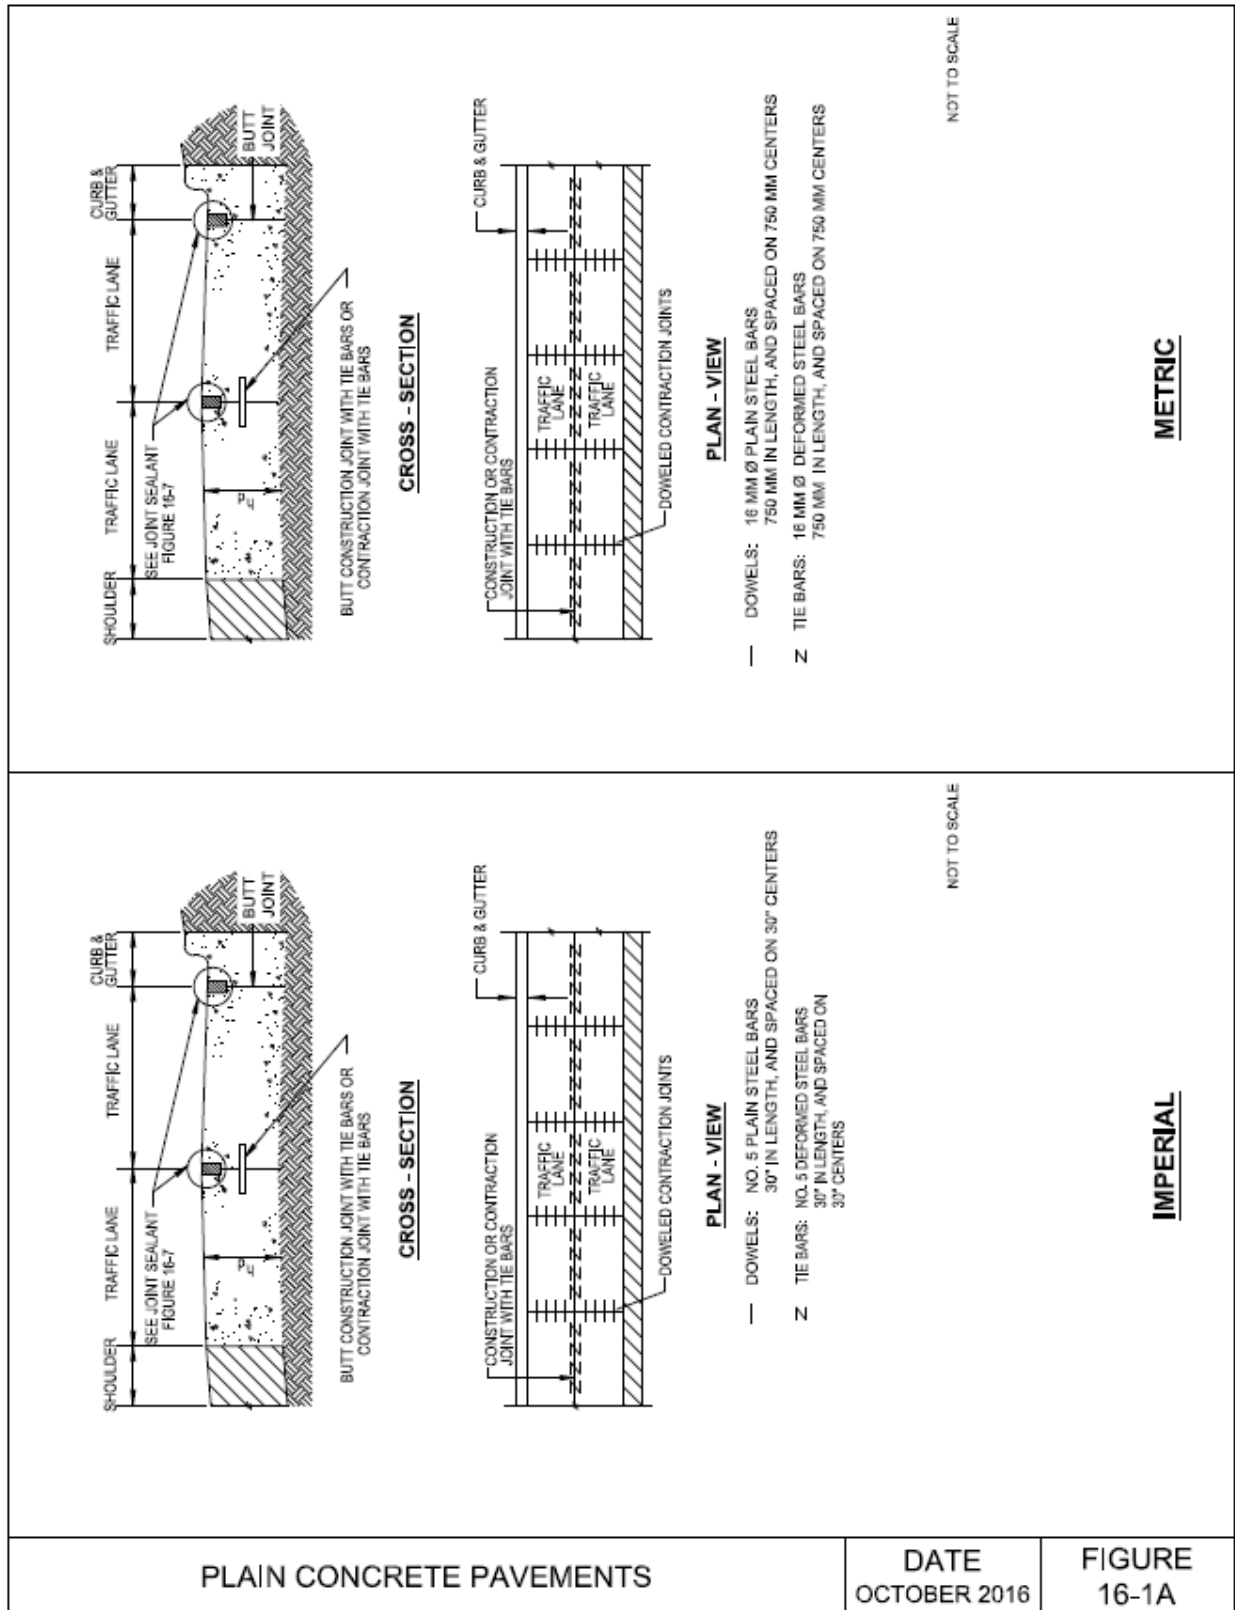 CURB &
GUTTER
TRAFFIC LANE
TRAFFIC LANE
SHOULDER
SEE JOINT SEALANT
FIGURE 16-7
BUTT
JOINT
Pd
BUTT CONSTRUCTION JOINT WITH TIE BARS OR
CONTRACTION JOINT WITH TIE BARS
CROSS - SECTION
CURB & GUTTER
CONSTRUCTION OR CONTRACTION
JOINT WITH TIE BARS
TRAFFIC
LANE
TRAFFIC
LANE
DOWELED CONTRACTION JOINTS
PLAN - VIEW
DOWELS: 16 MM Ø PLAIN STEEL BARS
750 MM IN LENGTH, AND SPACED ON 750 MM CENTERS
Z TIE BARS: 16 MM Ø DEFORMED STEEL BARS
750 MM IN LENGTH, AND SPACED ON 750 MM CENTERS
NOT TO SCALE
METRIC
CURB &
GUTTER
TRAFFIC LANE
TRAFFIC LANE
SHOULDER
SEE JOINT SEALANT
FIGURE 16-7
BUTT
JOINT
Pd
BUTT CONSTRUCTION JOINT WITH TIE BARS OR
CONTRACTION JOINT WITH TIE BARS
CROSS - SECTION
CURB & GUTTER
CONSTRUCTION OR CONTRACTION
JOINT WITH TIE BARS
TRAFFIC
LANE
TRAFFIC
LANE
DOWELED CONTRACTION JOINTS
PLAN - VIEW
DOWELS: NO. 5 PLAIN STEEL BARS
30" IN LENGTH, AND SPACED ON 30" CENTERS
Z TIE BARS: NO. 5 DEFORMED STEEL BARS
30" IN LENGTH, AND SPACED ON
30" CENTERS
NOT TO SCALE
IMPERIAL
PLAIN CONCRETE PAVEMENTS
DATE
OCTOBER 2016
FIGURE
16-1A